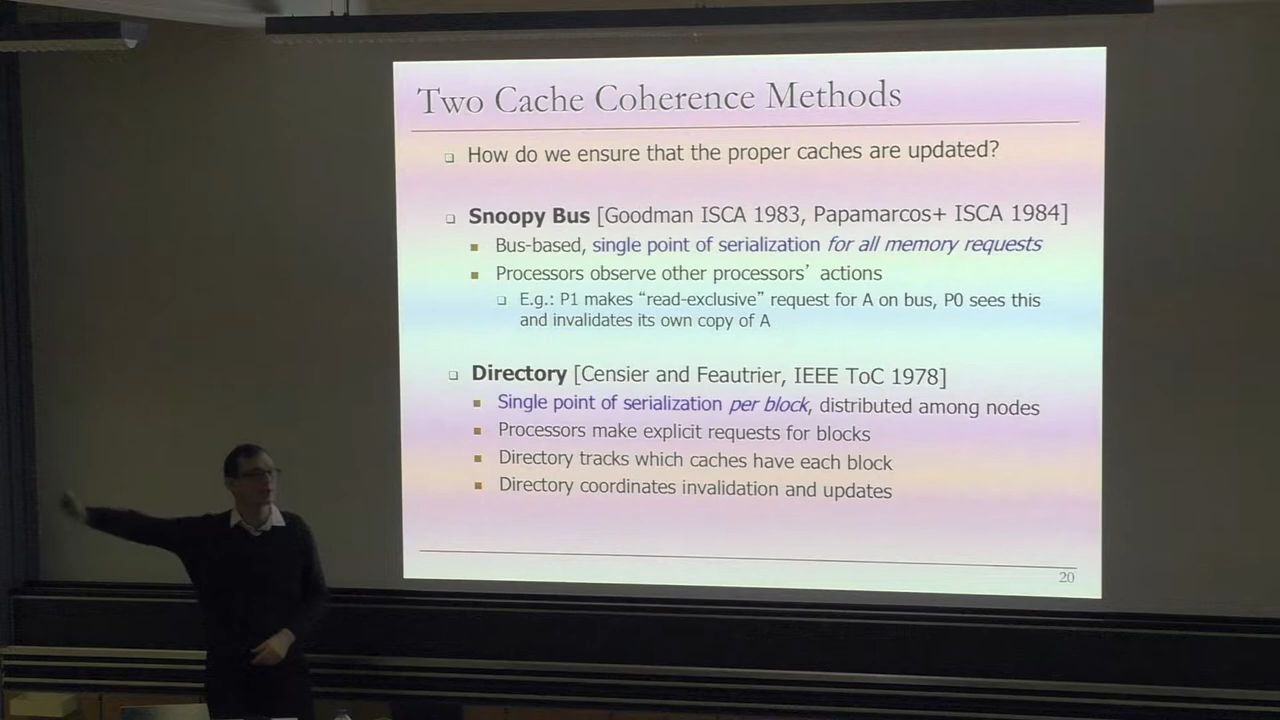 Two Cache Coherence Methods
How do we ensure that the proper caches are updated?
Snoopy Bus [Goodman ISCA 1983, Papamarcos+ ISCA 1984]
Bus-based, single point of serialization for all memory requests
Processors observe other processors’ actions
E.g.: P1 makes “read-exclusive” request for A on bus, P0 sees this
and invalidates its own copy of A
Directory [Censier and Feautrier, IEEE ToC 1978]
Single point of serialization per block, distributed among nodes
Processors make explicit requests for blocks
Directory tracks which caches have each block
Directory coordinates invalidation and updates
20